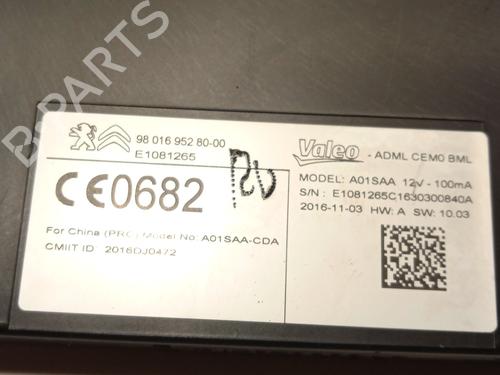 B-PARTS
98 016 952 80-00
E1081265
CE0682
For China (PRC) Model No: A01SAA-CDA
CMIIT ID: 2016DJ0472
Valeo - ADML CEM0 BML
MODEL: A01SAA 12V - 100mA
S/N : E1081265C1630300840A
2016-11-03 HW: A SW: 10.03